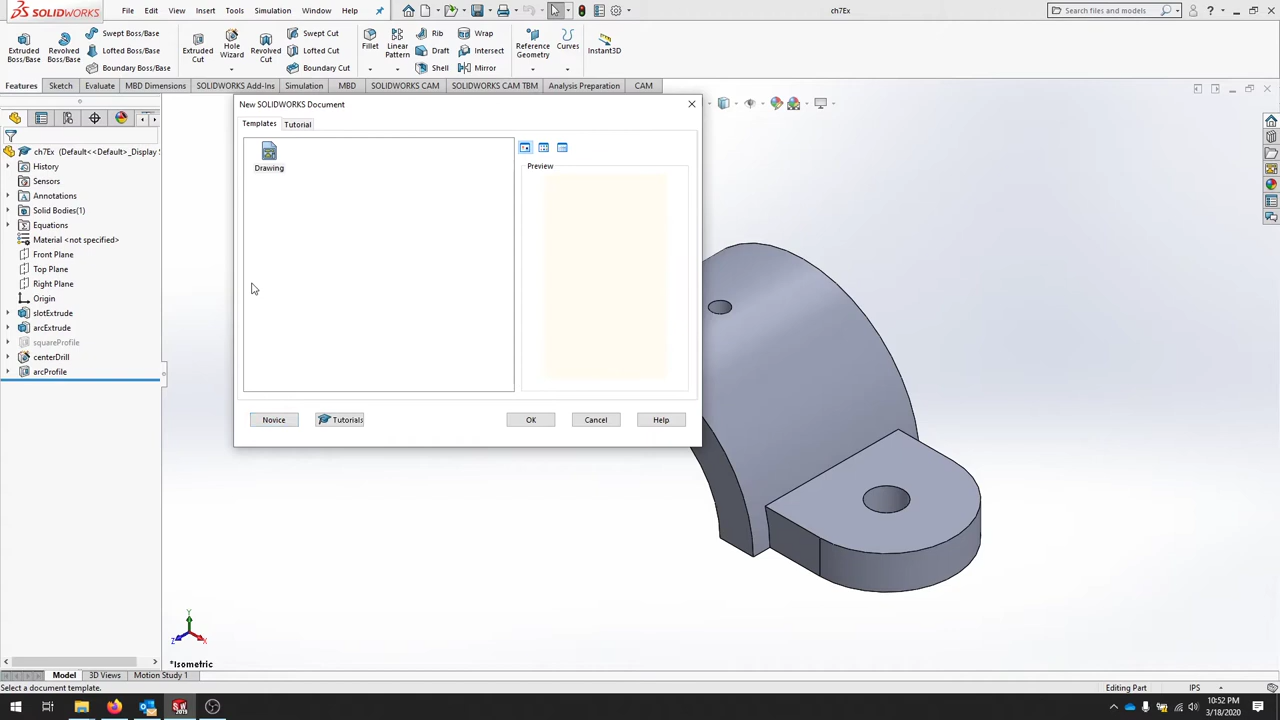 SOLIDWORKS
File
Edit
View
Insert
Tools
Simulation
Window
Help
ch7Ex
Search files and models
Extruded Boss/Base
Revolved Boss/Base
Swept Boss/Base
Lofted Boss/Base
Boundary Boss/Base
Extruded Cut
Hole Wizard
Revolved Cut
Swept Cut
Lofted Cut
Boundary Cut
Fillet
Linear Pattern
Rib
Draft
Shell
Wrap
Intersect
Mirror
Reference Geometry
Curves
Instant3D
Features
Sketch
Evaluate
MBD Dimensions
SOLIDWORKS Add-Ins
Simulation
MBD
SOLIDWORKS CAM
SOLIDWORKS CAM TBM
Analysis Preparation
CAM
ch7Ex (Default<<Default>_Display
History
Sensors
Annotations
Solid Bodies(1)
Equations
Material <not specified>
Front Plane
Top Plane
Right Plane
Origin
slotExtrude
arcExtrude
squareProfile
centerDrill
arcProfile
New SOLIDWORKS Document
Templates
Tutorial
Drawing
Preview
Novice
Tutorials
OK
Cancel
Help
Y
Z
X
*Isometric
Model
3D Views
Motion Study 1
Select a document template.
Editing Part
IPS
10:52 PM
3/18/2020